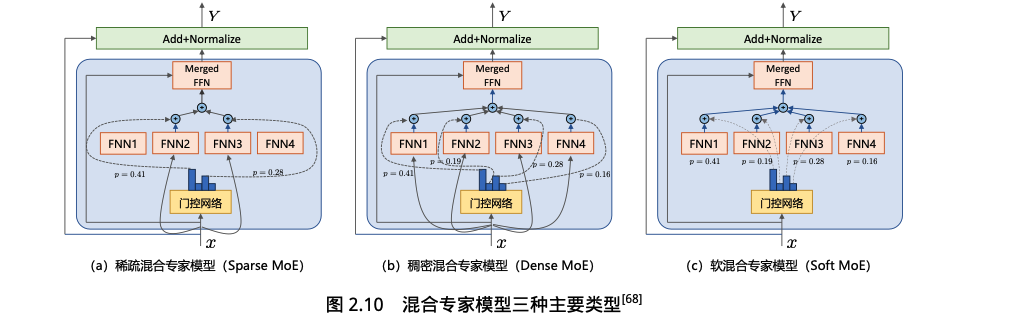 Y
Add+Normalize
Merged
FFN
FNN1 FNN2 FNN3 FNN4
p = 0.41 p = 0.28
门控网络
x
(a)稀疏混合专家模型(Sparse MoE)
Y
Add+Normalize
Merged
FFN
FNN1 FNN2 FNN3 FNN4
p = 0.41 p = 0.19 p = 0.28 p = 0.16
门控网络
x
(b)稠密混合专家模型(Dense MoE)
Y
Add+Normalize
Merged
FFN
FNN1 FNN2 FNN3 FNN4
p = 0.41 p = 0.19 p = 0.28 p = 0.16
门控网络
x
(c)软混合专家模型(Soft MoE)
图 2.10 混合专家模型三种主要类型[68]